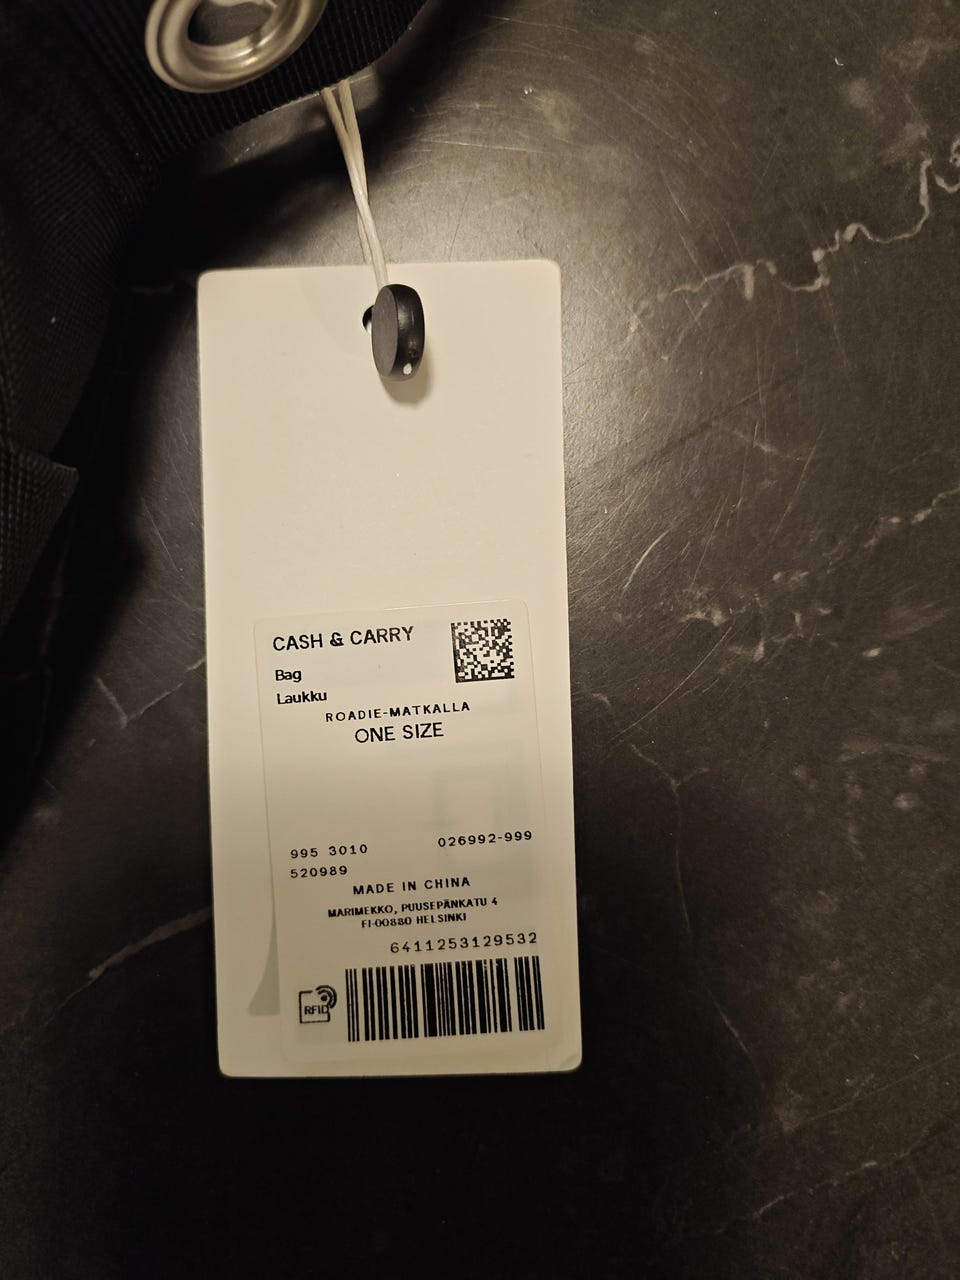 CASH & CARRY
Bag
Laukku
ROADIE-MATKALLA
ONE SIZE
995 3010 026992-999
520989
MADE IN CHINA
MARIMEKKO, PUUSEPÄNKATU 4
FI-00880 HELSINKI
6411253129532
RFID